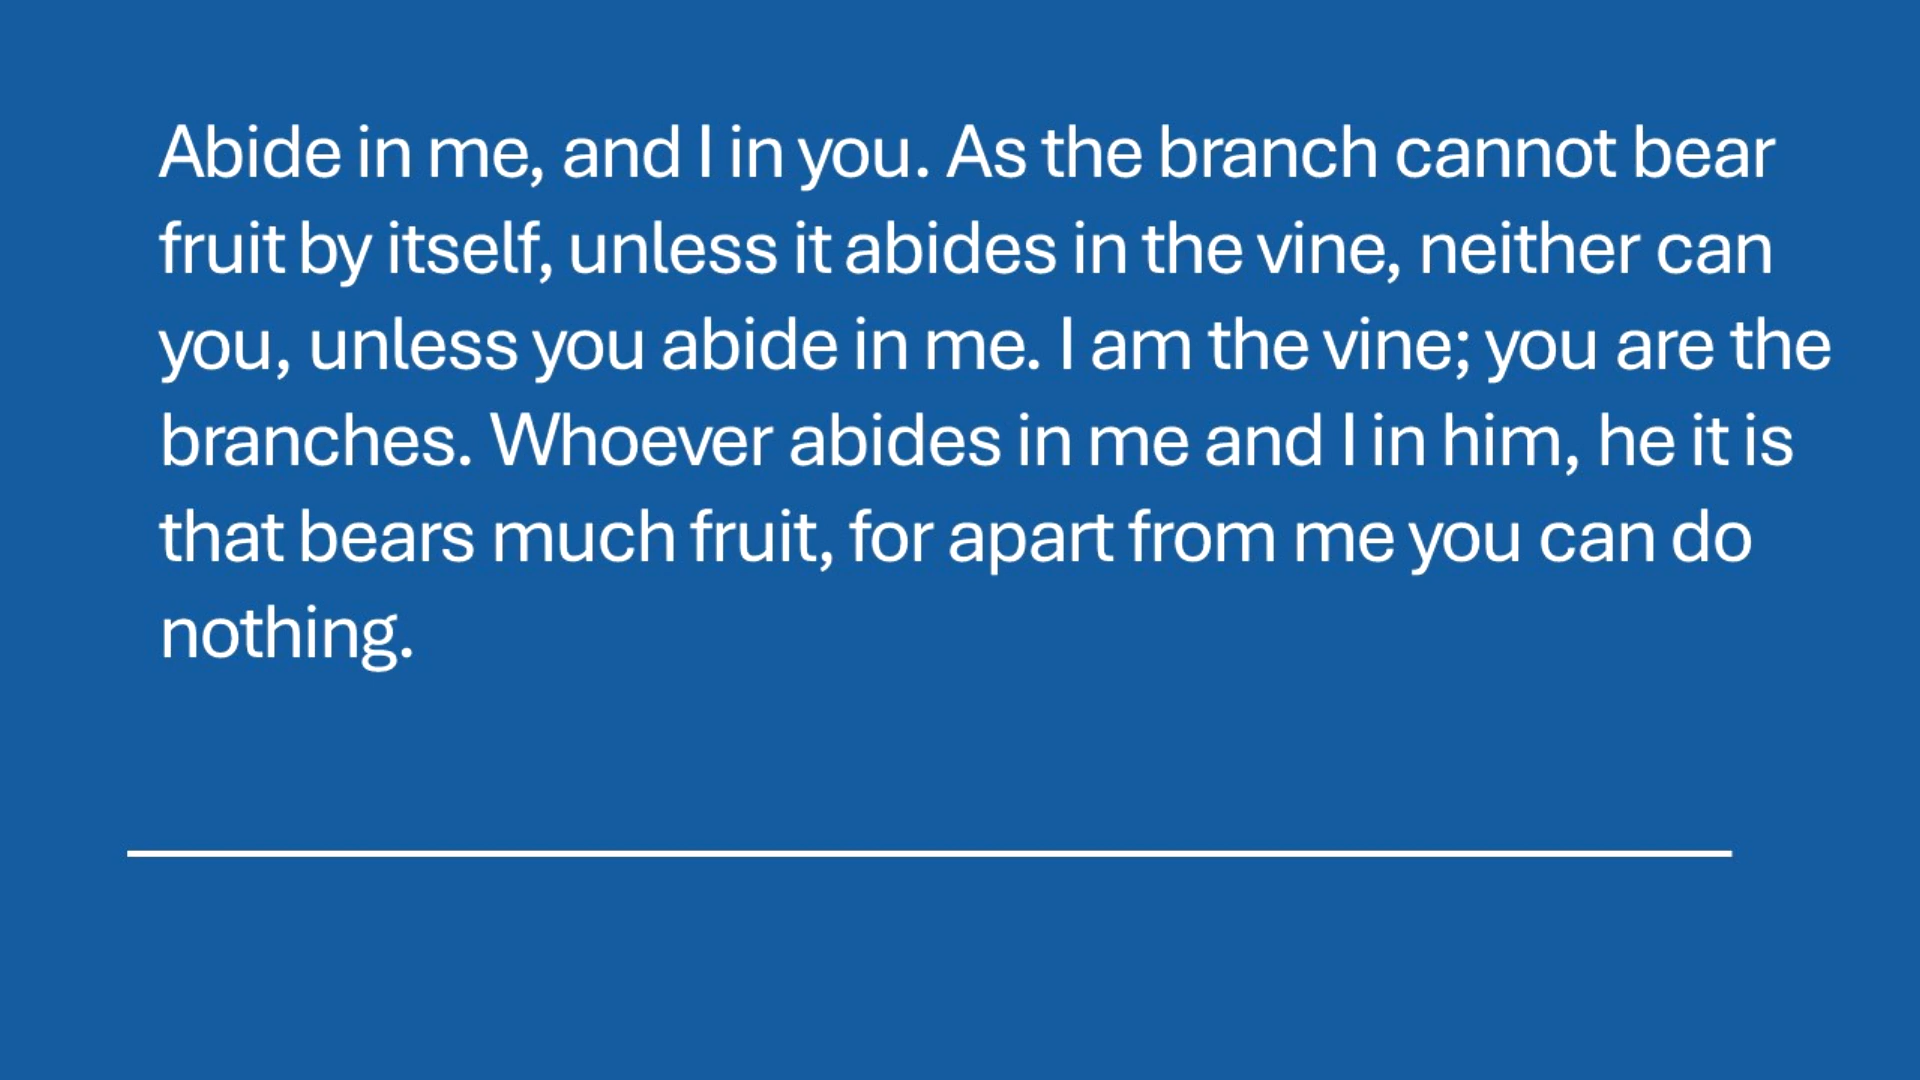 Abide in me, and I in you. As the branch cannot bear
fruit by itself, unless it abides in the vine, neither can
you, unless you abide in me. I am the vine; you are the
branches. Whoever abides in me and I in him, he it is
that bears much fruit, for apart from me you can do
nothing.